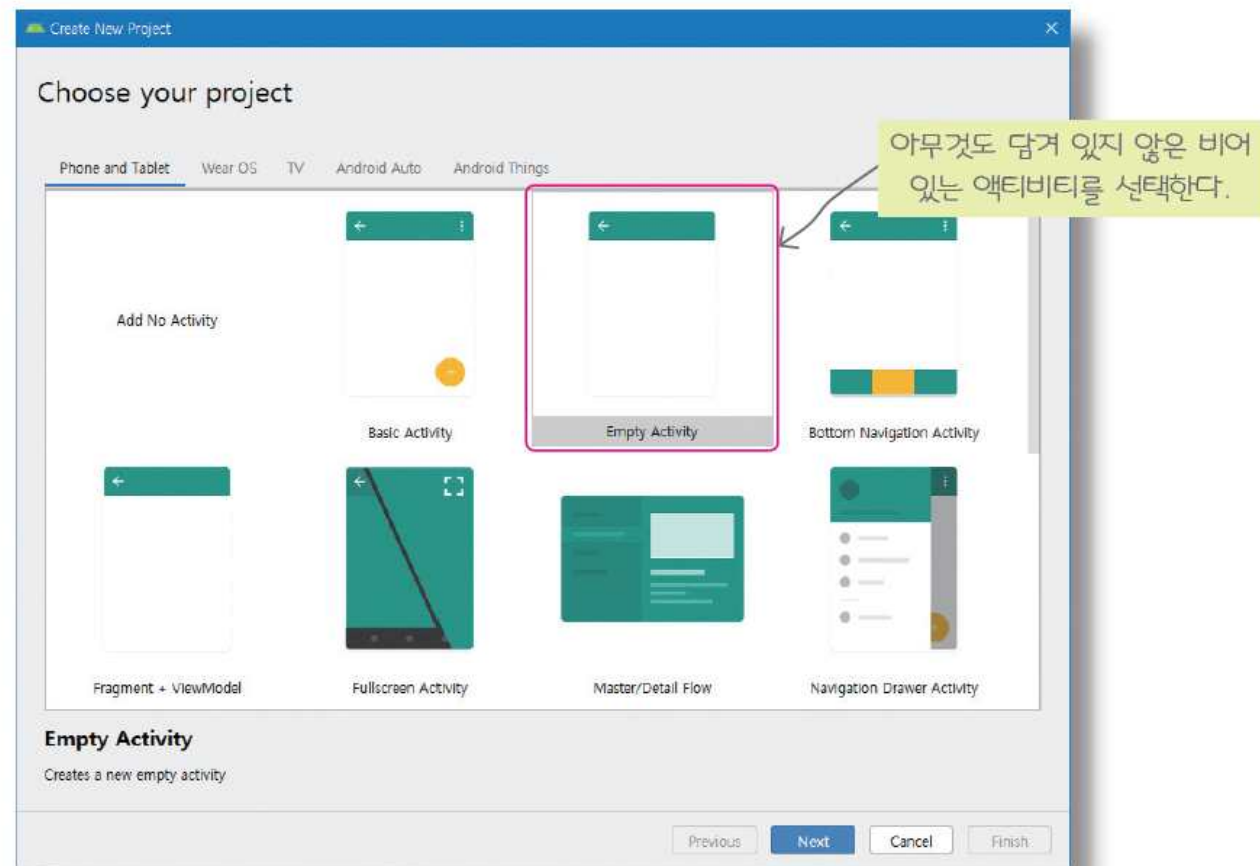 Create New Project
Choose your project
Phone and Tablet Wear OS TV Android Auto Android Things
아무것도 담겨 있지 않은 비어
있는 액티비티를 선택한다.
Add No Activity
Basic Activity
Empty Activity
Bottom Navigation Activity
Fragment + ViewModel
Fullscreen Activity
Master/Detail Flow
Navigation Drawer Activity
Empty Activity
Creates a new empty activity
Previous Next Cancel Finish